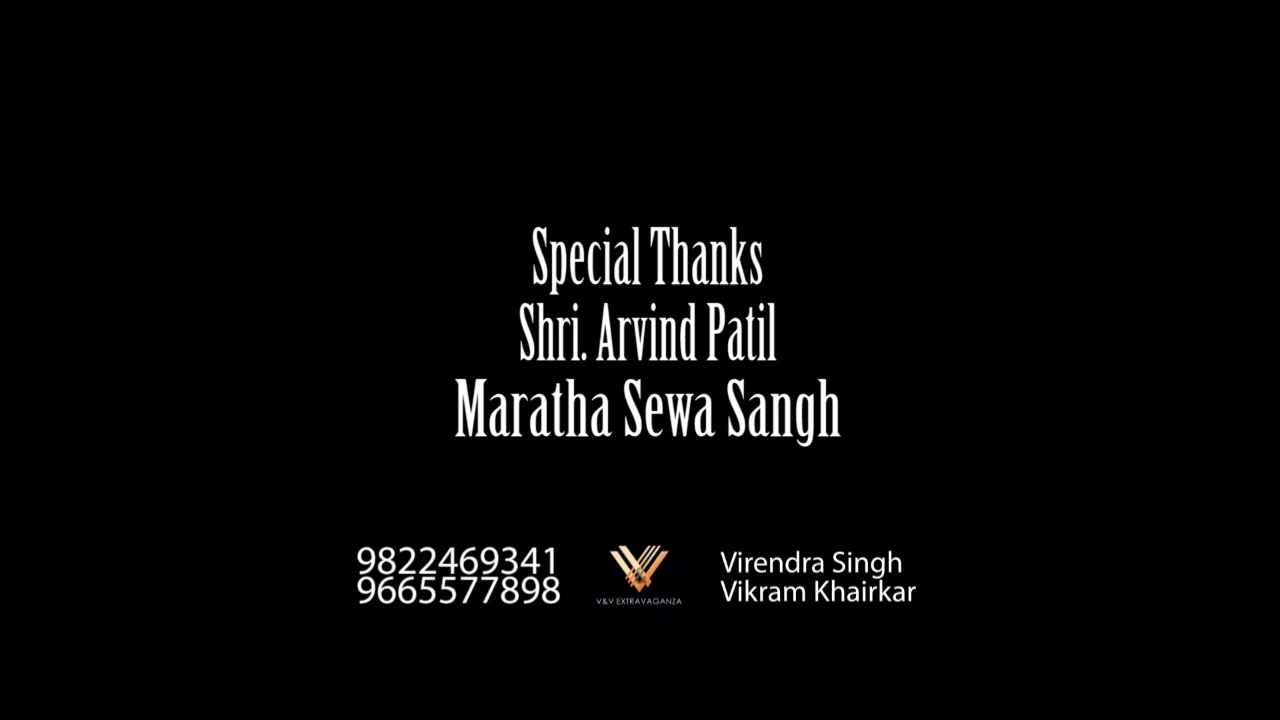 Special Thanks
Shri. Arvind Patil
Maratha Sewa Sangh
9822469341
9665577898
V&V EXTRAVAGANZA
Virendra Singh
Vikram Khairkar